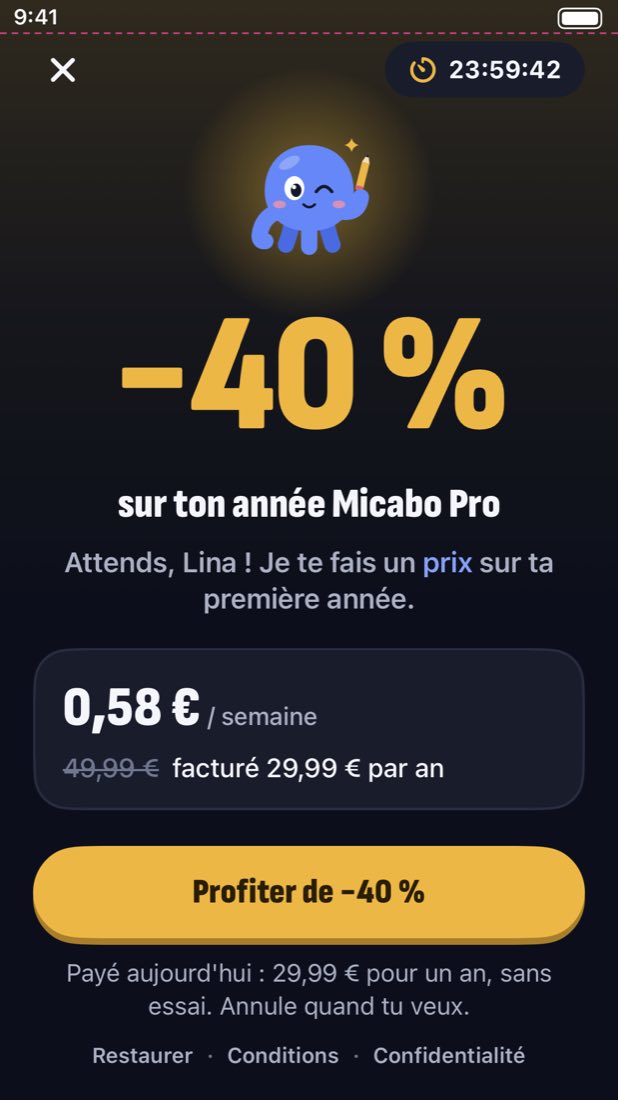 9:41
23:59:42
−40 %
sur ton année Micabo Pro
Attends, Lina ! Je te fais un prix sur ta
première année.
0,58 € / semaine
49,99 € facturé 29,99 € par an
Profiter de −40 %
Payé aujourd'hui : 29,99 € pour un an, sans
essai. Annule quand tu veux.
Restaurer · Conditions · Confidentialité